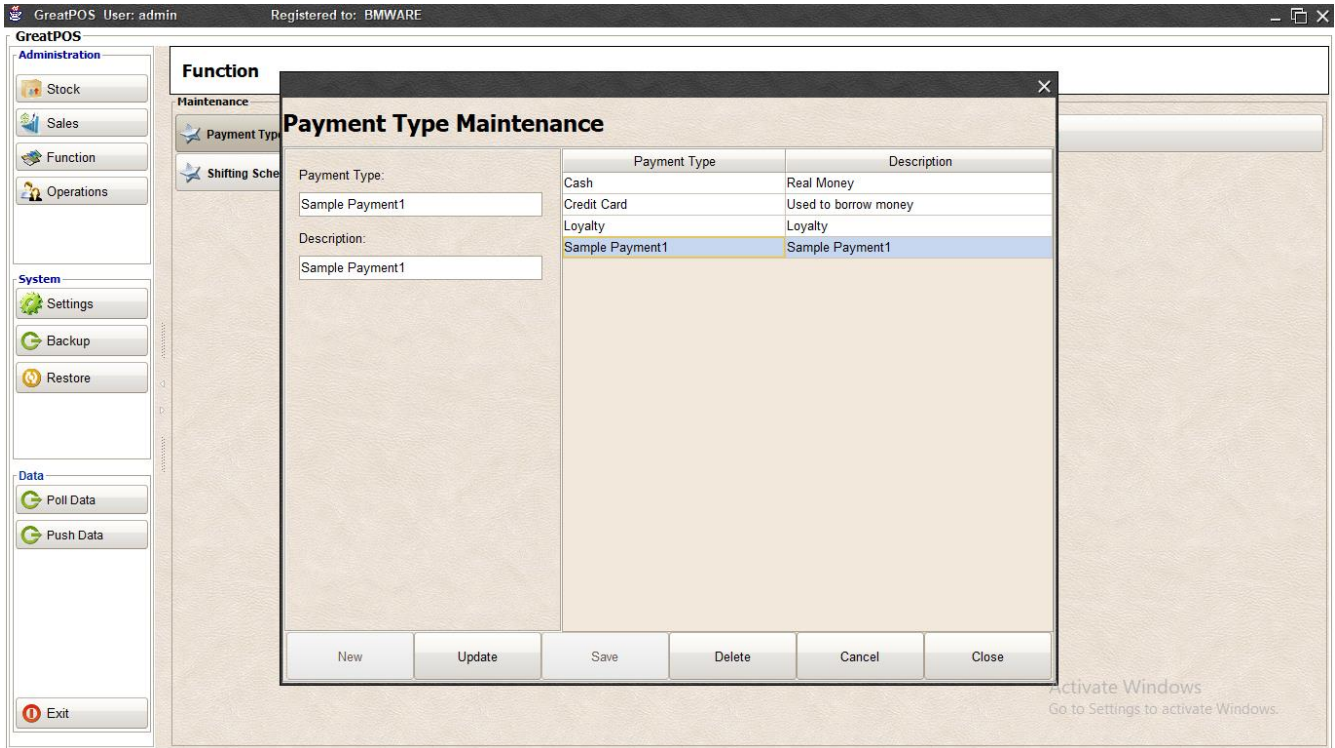 GreatPOS User: admin Registered to: BMWARE
GreatPOS
Administration
Stock
Sales
Function
Operations
System
Settings
Backup
Restore
Data
Poll Data
Push Data
Exit
Function
Maintenance
Payment Type
Shifting Sche
Payment Type Maintenance
Payment Type:
Sample Payment1
Description:
Sample Payment1
Payment Type Description
Cash Real Money
Credit Card Used to borrow money
Loyalty Loyalty
Sample Payment1 Sample Payment1
New Update Save Delete Cancel Close
Activate Windows
Go to Settings to activate Windows.